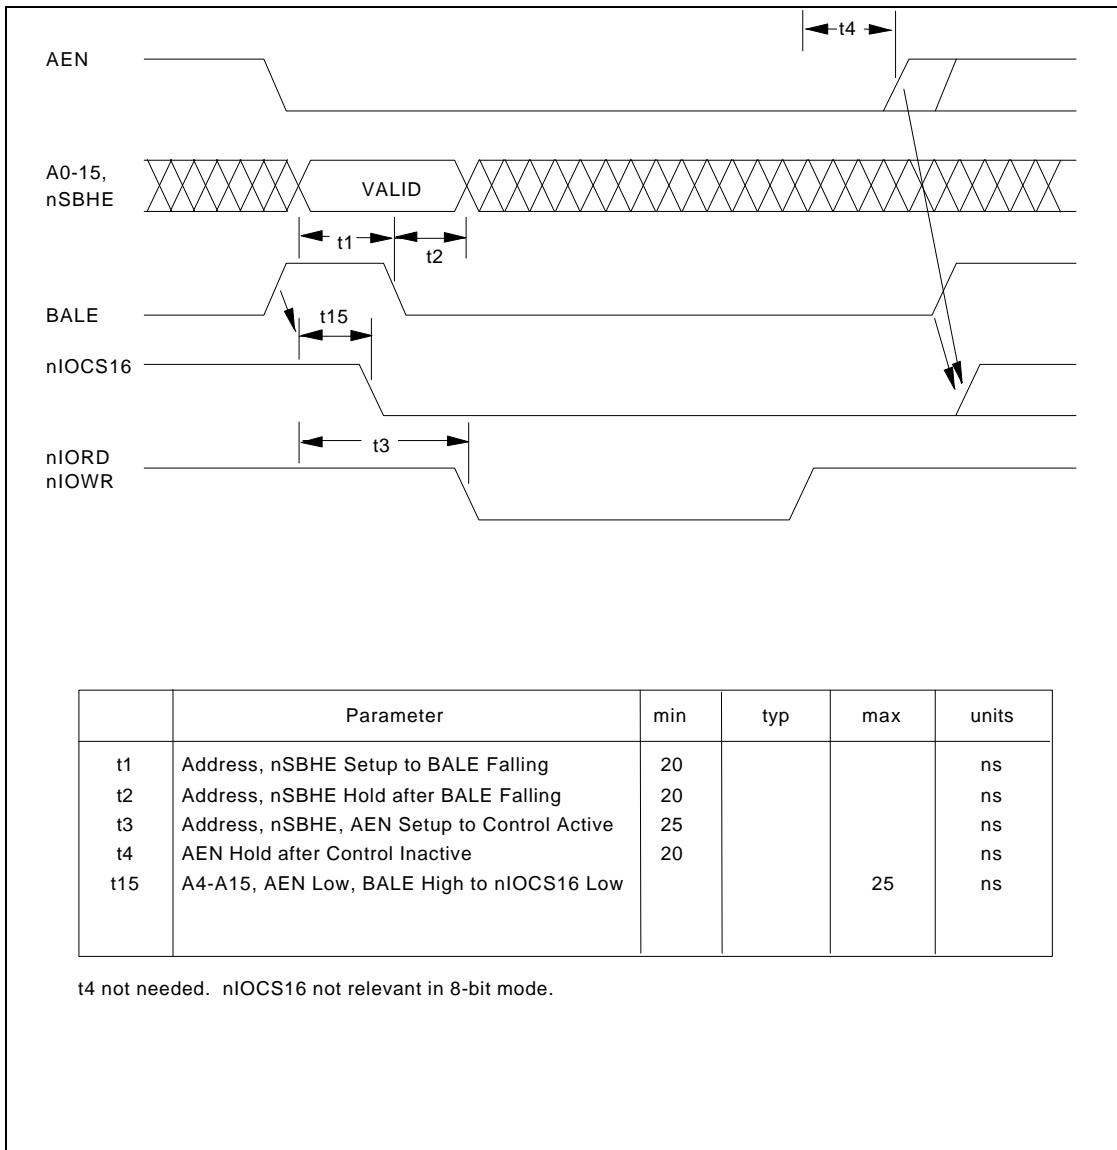 t4
AEN
A0-15,
nSBHE
VALID
t1
t2
BALE
t15
nIOCS16
t3
nIORD
nIOWR
Parameter min typ max units
t1 Address, nSBHE Setup to BALE Falling 20 ns
t2 Address, nSBHE Hold after BALE Falling 20 ns
t3 Address, nSBHE, AEN Setup to Control Active 25 ns
t4 AEN Hold after Control Inactive 20 ns
t15 A4-A15, AEN Low, BALE High to nIOCS16 Low 25 ns
t4 not needed. nIOCS16 not relevant in 8-bit mode.